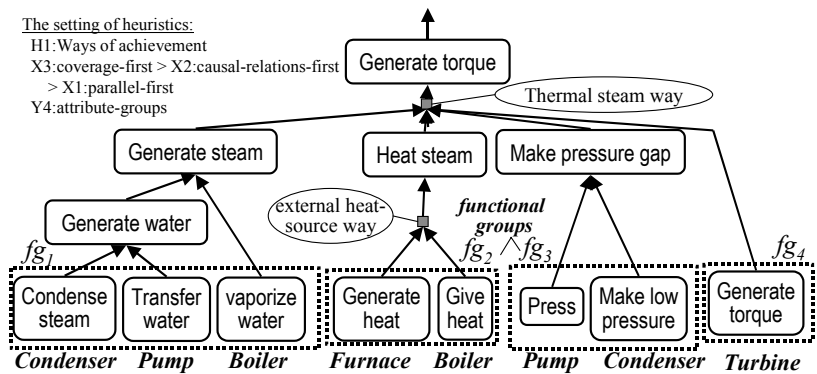 The setting of heuristics:
H1:Ways of achievement
X3:coverage-first > X2:causal-relations-first
> X1:parallel-first
Y4:attribute-groups
Generate torque
Thermal steam way
Generate steam
Heat steam
Make pressure gap
Generate water
external heat-
source way
functional
groups
fg1
fg2
fg3
fg4
Condense
steam
Transfer
water
vaporize
water
Generate
heat
Give
heat
Press
Make low
pressure
Generate
torque
Condenser
Pump
Boiler
Furnace
Boiler
Pump
Condenser
Turbine